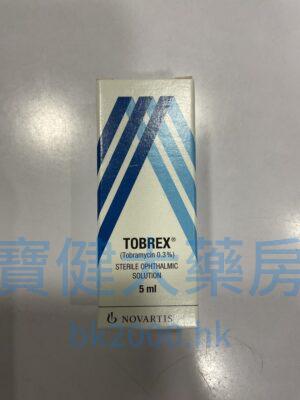 TOBREX®
(Tobramycin 0.3%)
STERILE OPHTHALMIC
SOLUTION
5 ml
NOVARTIS
寶健大藥房
bk2000.hk